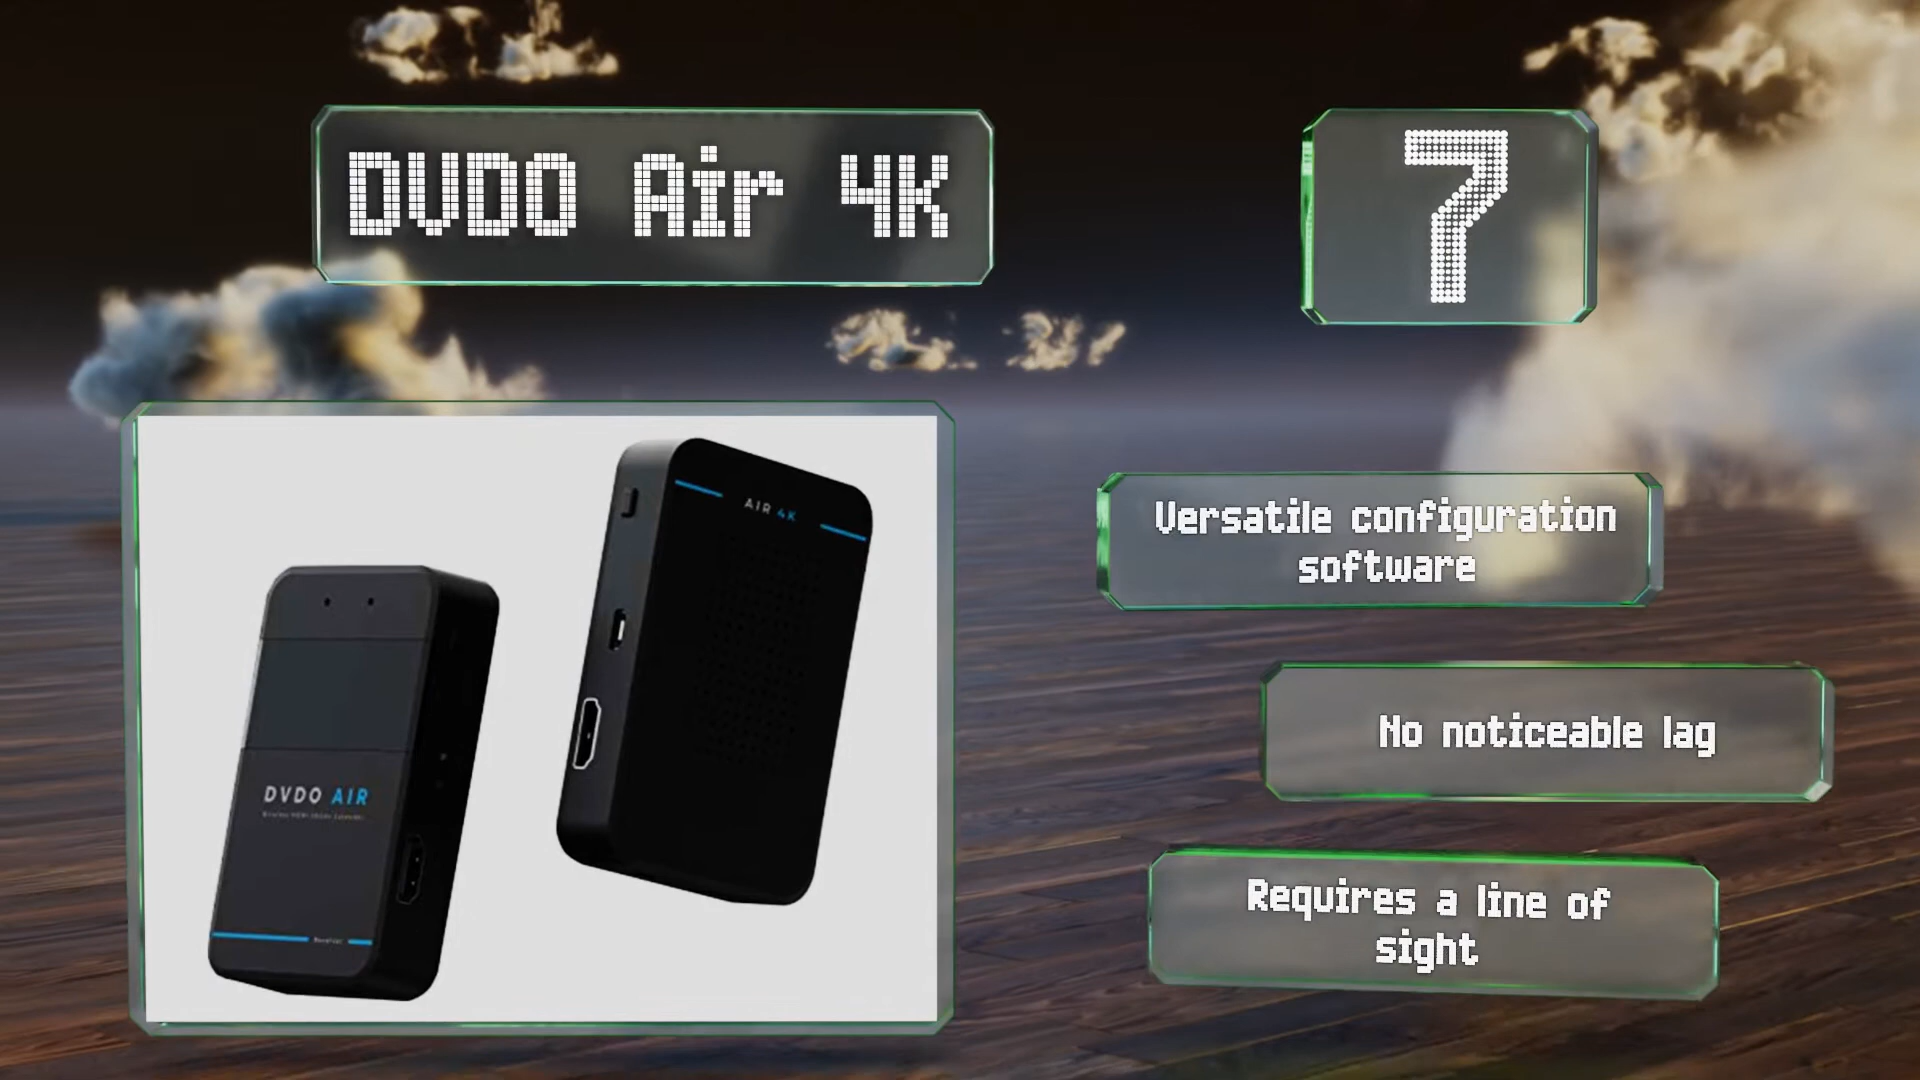 DVDO Air 4K
7
AIR 4K
DVDO AIR
Versatile configuration
software
No noticeable lag
Requires a line of
sight